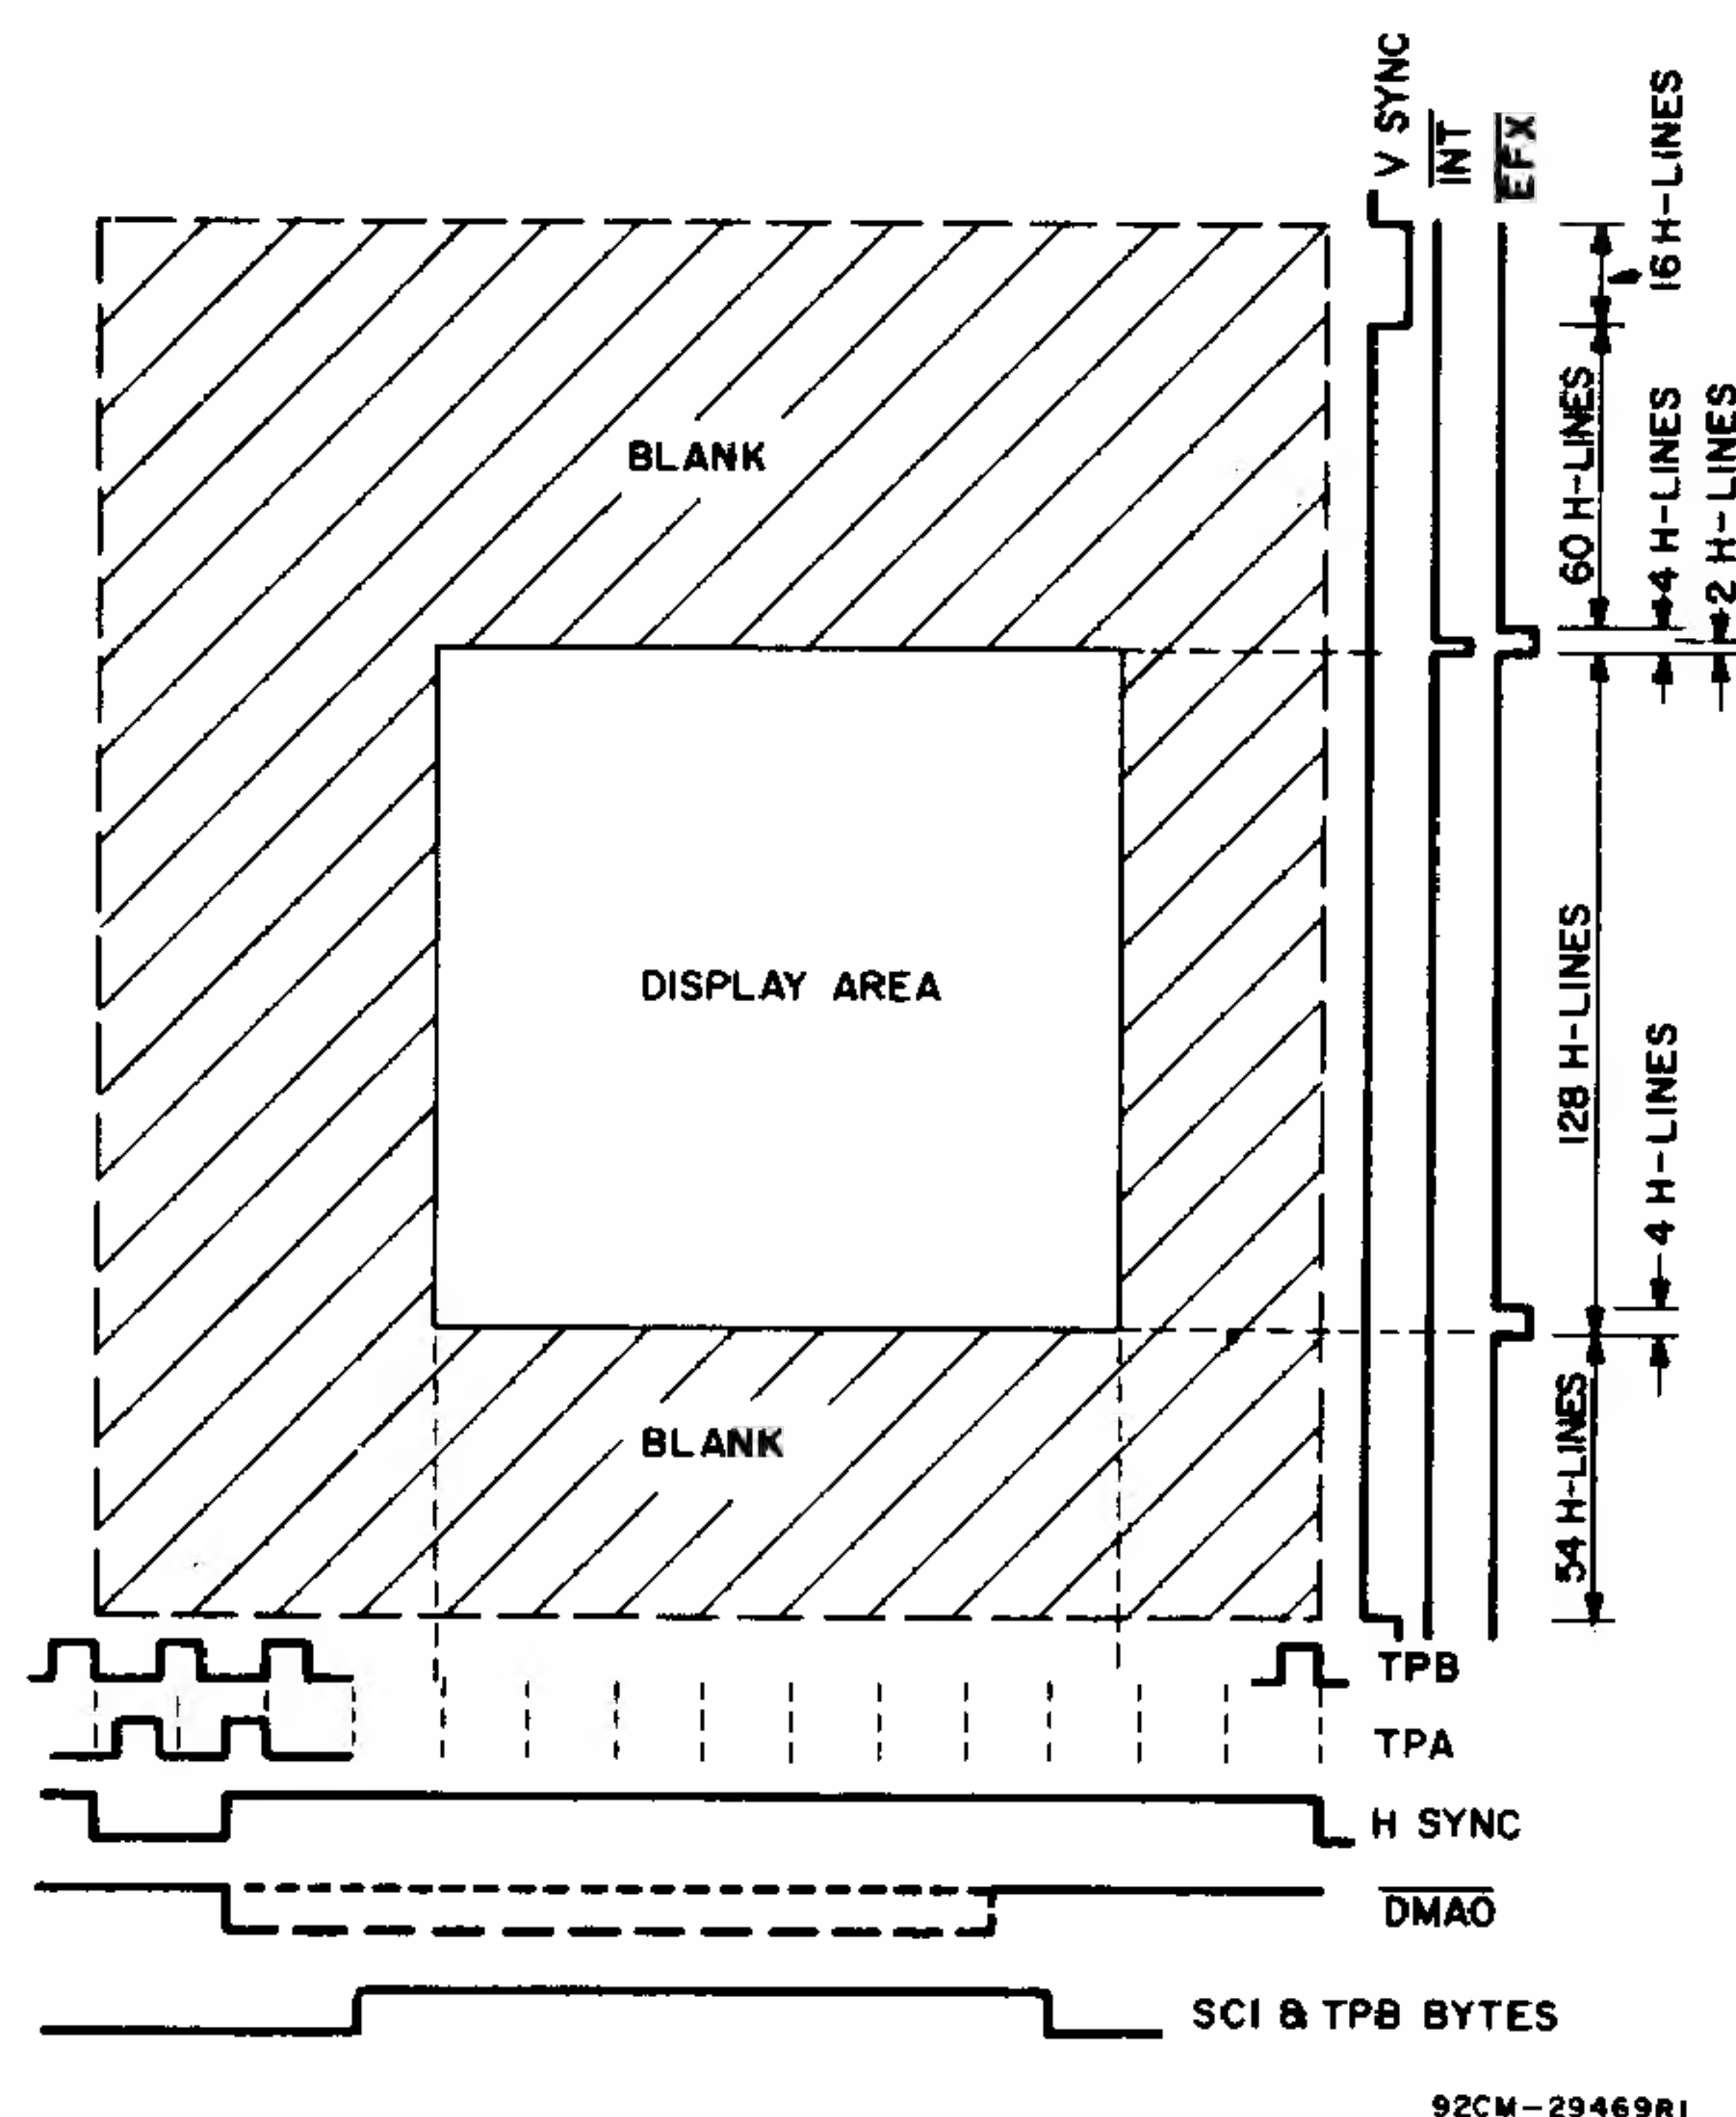 V SYNC
INT
EFX
16 H-LINES
60 H-LINES
4 H-LINES
2 H-LINES
BLANK
DISPLAY AREA
128 H-LINES
4 H-LINES
BLANK
54 H-LINES
TPB
TPA
H SYNC
DMAO
SCI & TPB BYTES
92CM-29469R1